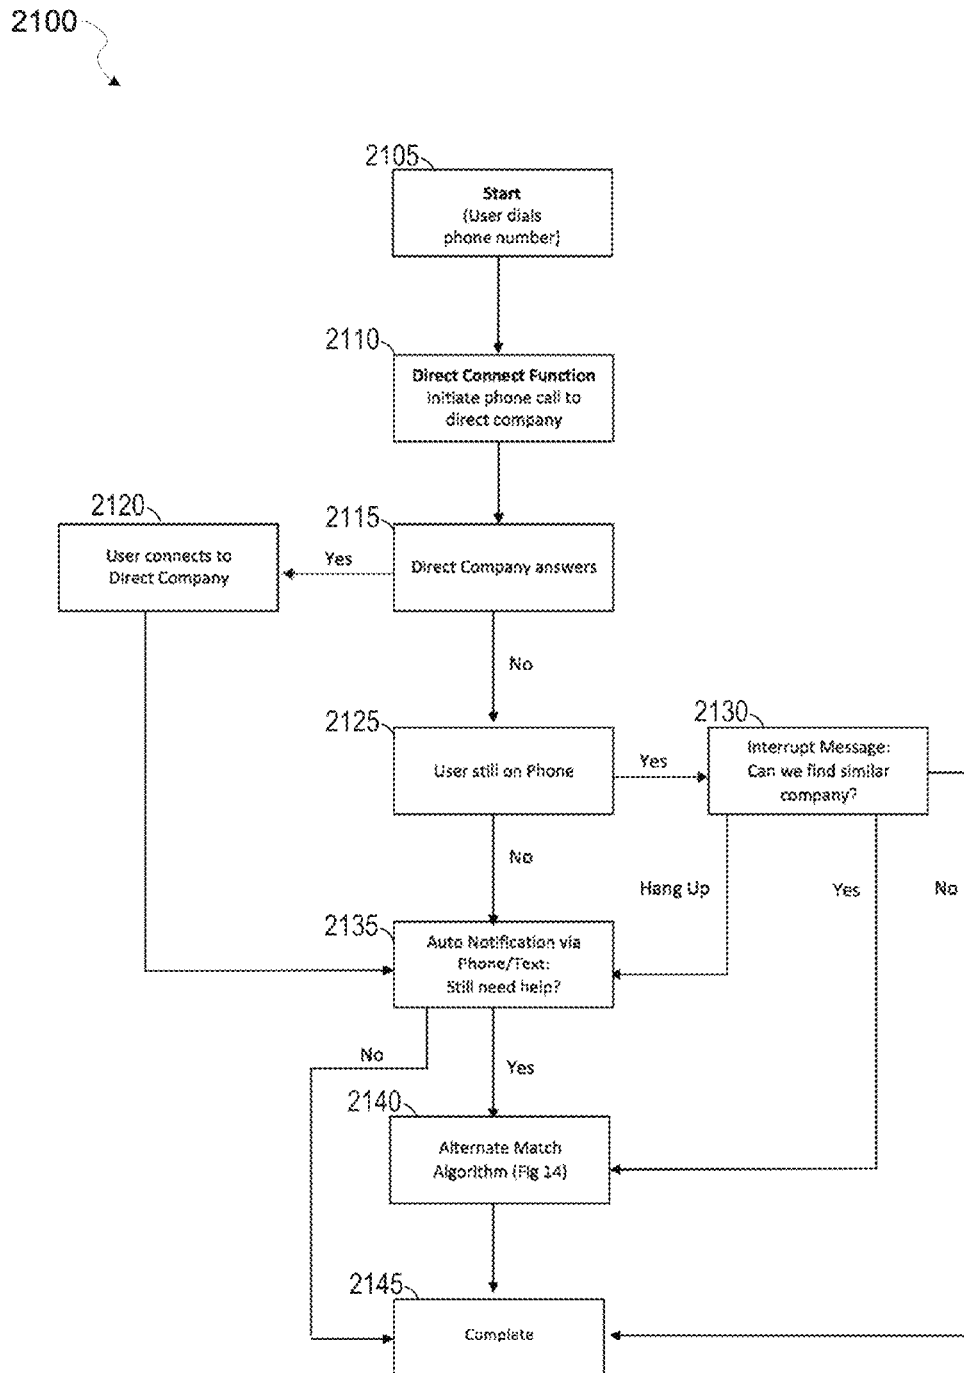 2100
2105
Start
(User dials
phone number)
2110
Direct Connect Function
Initiate phone call to
direct company
2120
2115
User connects to
Direct Company
Yes
Direct Company answers
No
2125
2130
User still on Phone
Yes
Interrupt Message:
Can we find similar
company?
No
Hang Up
Yes
No
2135
Auto Notification via
Phone/Text:
Still need help?
No
Yes
2140
Alternate Match
Algorithm (Fig 14)
2145
Complete